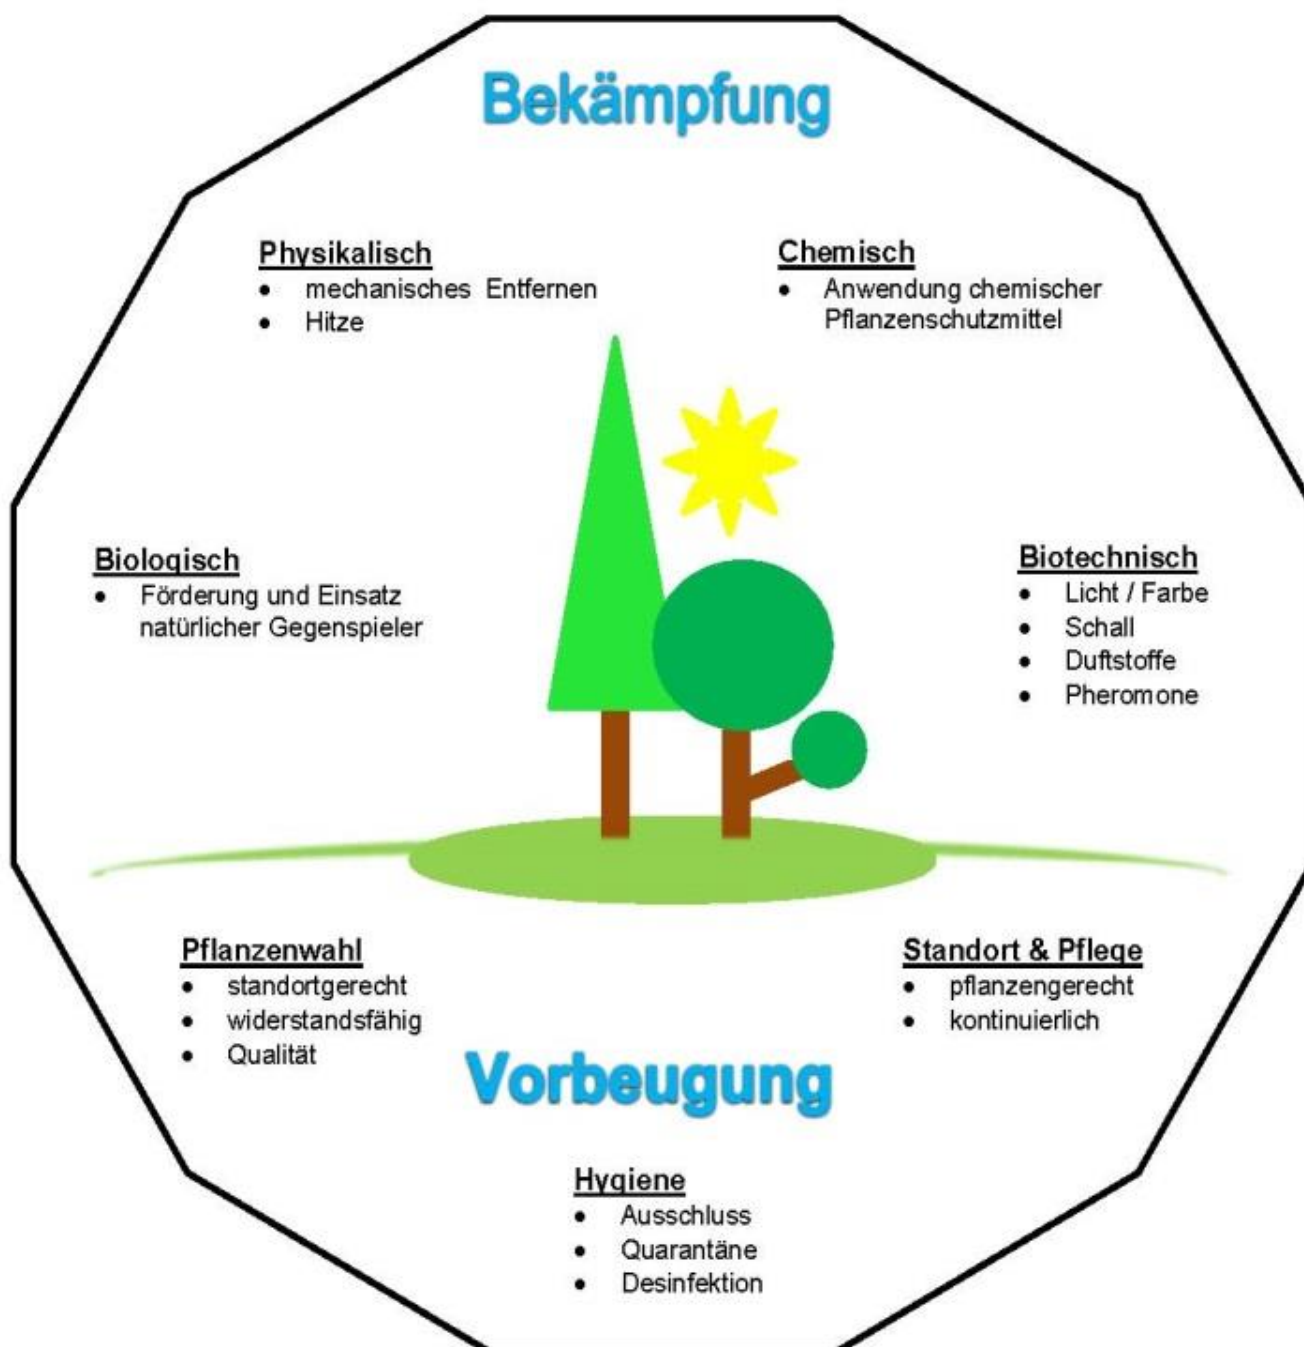 Bekämpfung
Physikalisch
• mechanisches Entfernen
• Hitze
Chemisch
• Anwendung chemischer
Pflanzenschutzmittel
Biologisch
• Förderung und Einsatz
natürlicher Gegenspieler
Biotechnisch
• Licht / Farbe
• Schall
• Duftstoffe
• Pheromone
Pflanzenwahl
• standortgerecht
• widerstandsfähig
• Qualität
Standort & Pflege
• pflanzengerecht
• kontinuierlich
Vorbeugung
Hygiene
• Ausschluss
• Quarantäne
• Desinfektion